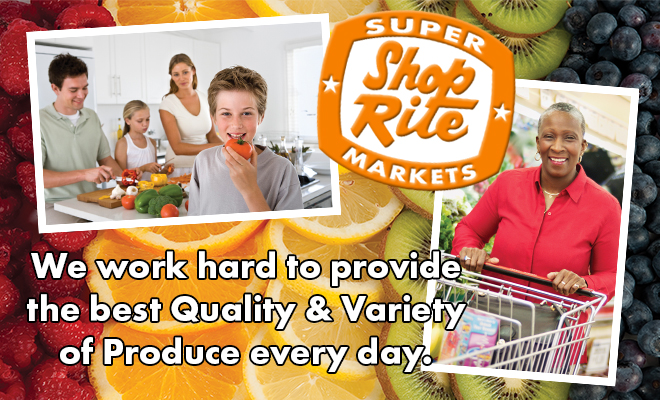 SUPER
Shop
Rite
MARKETS
We work hard to provide
the best Quality & Variety
of Produce every day.